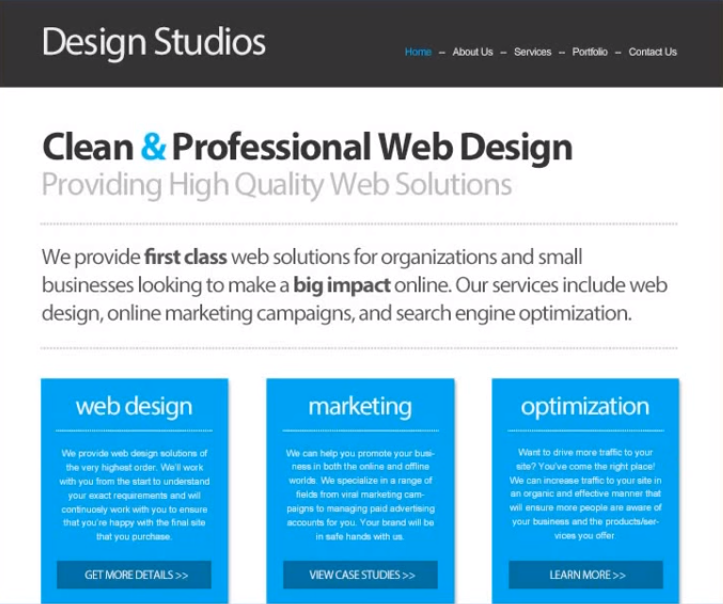 Design Studios
Home – About Us – Services – Portfolio – Contact Us
Clean & Professional Web Design
Providing High Quality Web Solutions
We provide first class web solutions for organizations and small
businesses looking to make a big impact online. Our services include web
design, online marketing campaigns, and search engine optimization.
web design
We provide web design solutions of
the very highest order. We'll work
with you from the start to understand
your exact requirements and will
continuosly work with you to ensure
that you're happy with the final site
that you purchase.
GET MORE DETAILS >>
marketing
We can help you promote your busi-
ness in both the online and offline
worlds. We specialize in a range of
fields from viral marketing cam-
paigns to managing paid advertising
accounts for you. Your brand will be
in safe hands with us.
VIEW CASE STUDIES >>
optimization
Want to drive more traffic to your
site? You've come the right place!
We can increase traffic to your site in
an organic and effective manner that
will ensure more people are aware of
your business and the products/ser-
vices you offer.
LEARN MORE >>